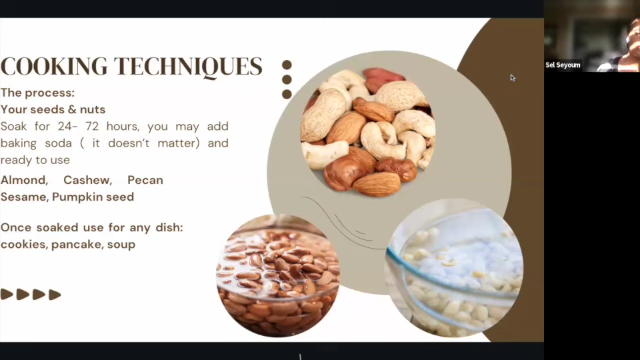 COOKING TECHNIQUES
The process:
Your seeds & nuts
Soak for 24- 72 hours, you may add
baking soda ( it doesn't matter) and
ready to use
Almond, Cashew, Pecan
Sesame, Pumpkin seed
Once soaked use for any dish:
cookies, pancake, soup
Sel Seyoum